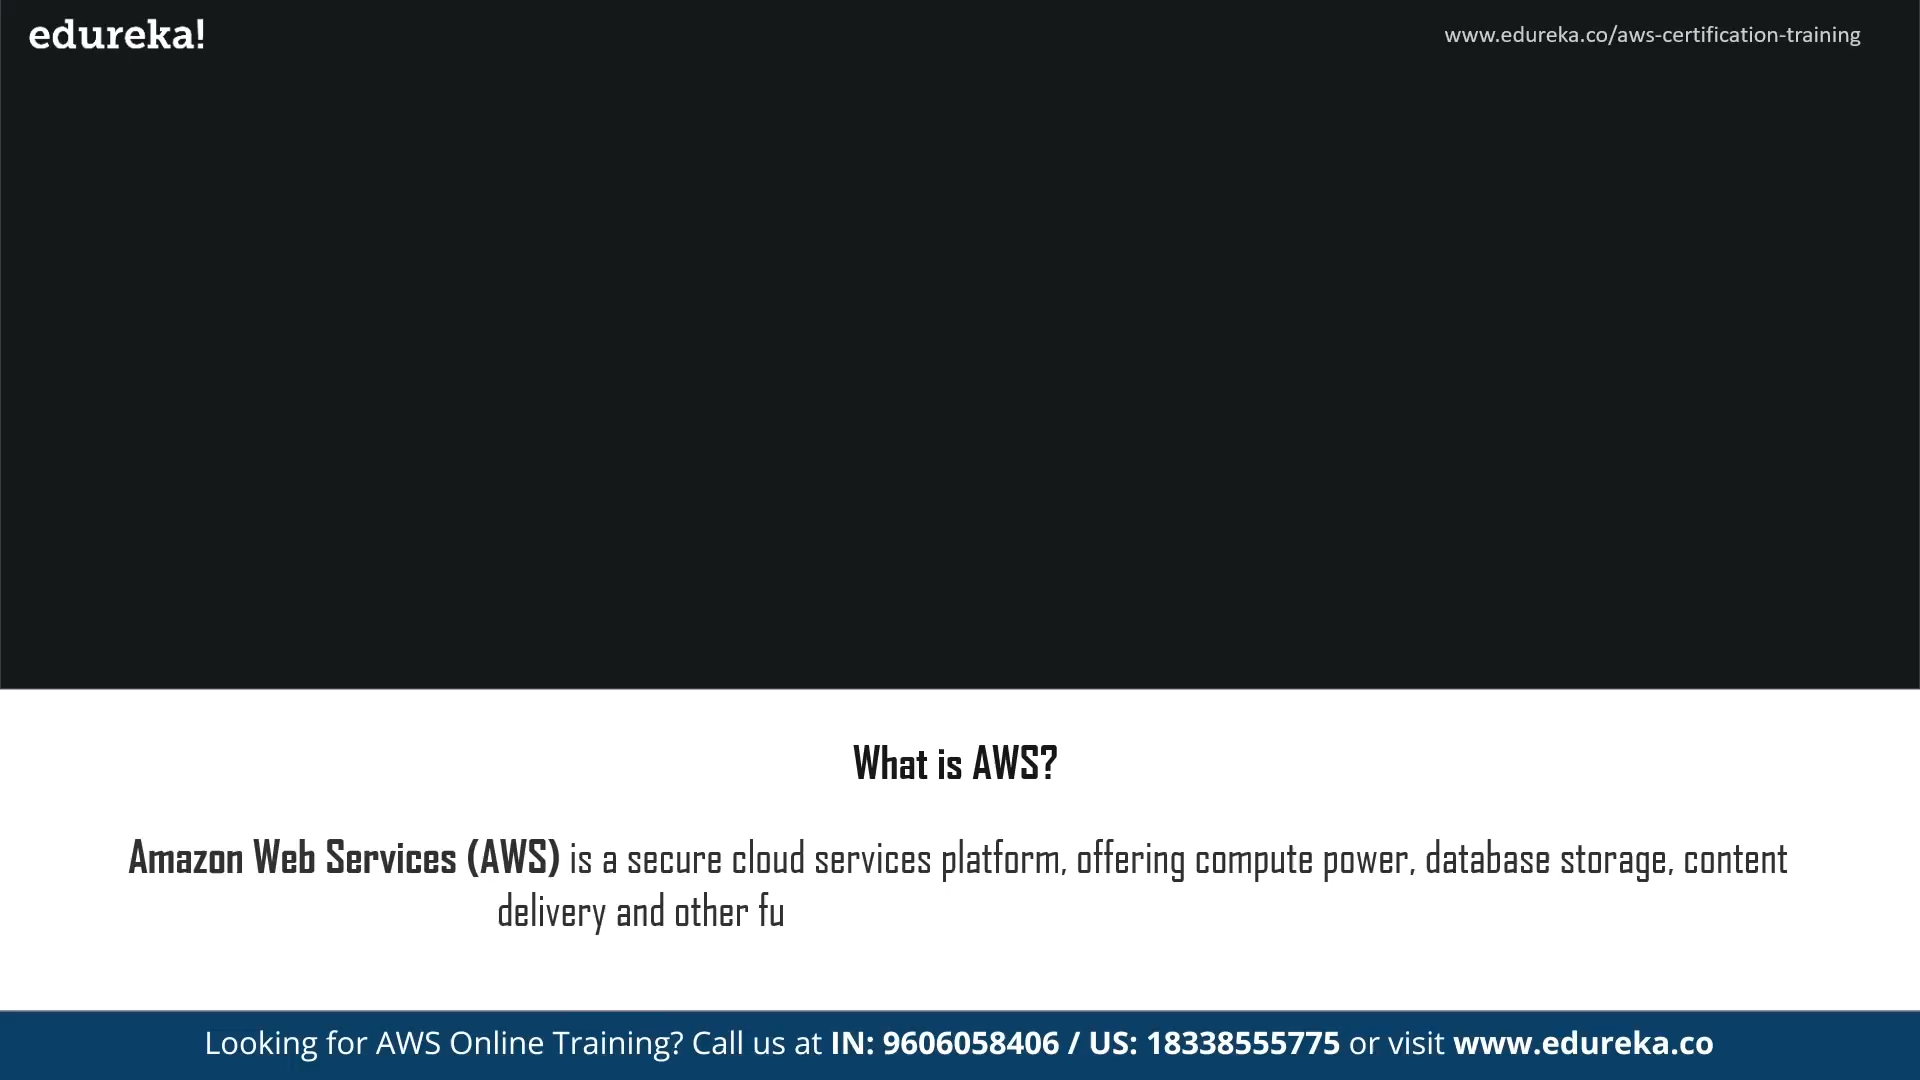 edureka!
www.edureka.co/aws-certification-training
What is AWS?
Amazon Web Services (AWS) is a secure cloud services platform, offering compute power, database storage, content
delivery and other fu
Looking for AWS Online Training? Call us at IN: 9606058406 / US: 18338555775 or visit www.edureka.co